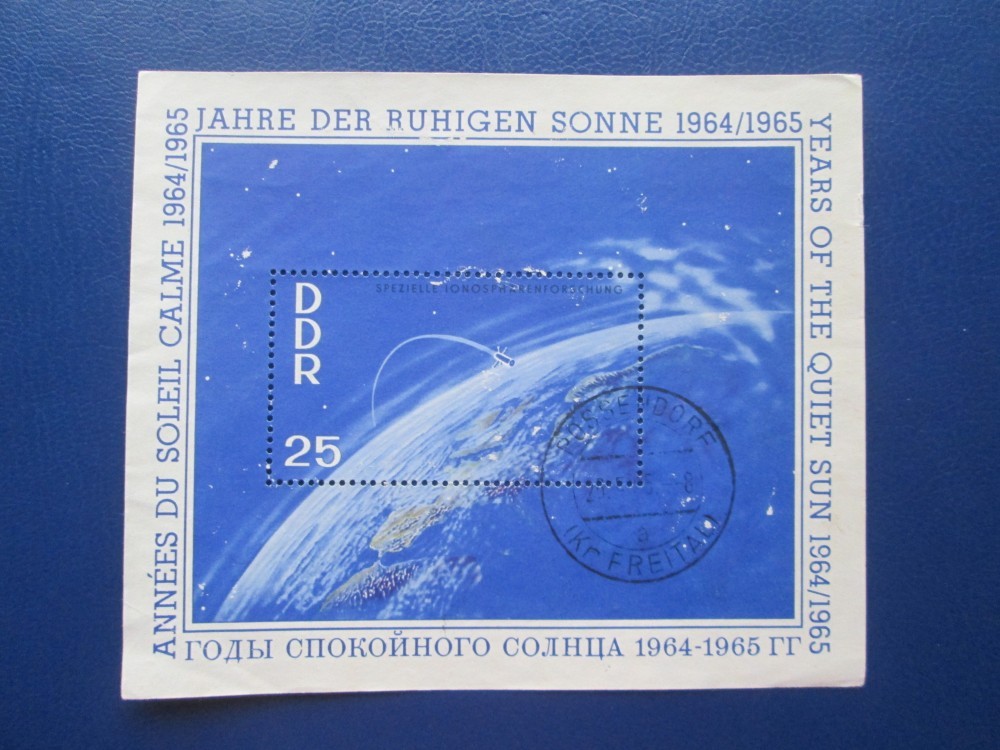 JAHRE DER RUHIGEN SONNE 1964/1965
YEARS OF THE QUIET SUN 1964/1965
ANNÉES DU SOLEIL CALME 1964/1965
ГОДЫ СПОКОЙНОГО СОЛНЦА 1964-1965 ГГ
SPEZIELLE IONOSPHÄRENFORSCHUNG
DDR
25
POSSENDORF
a
(Kr FREITAL)